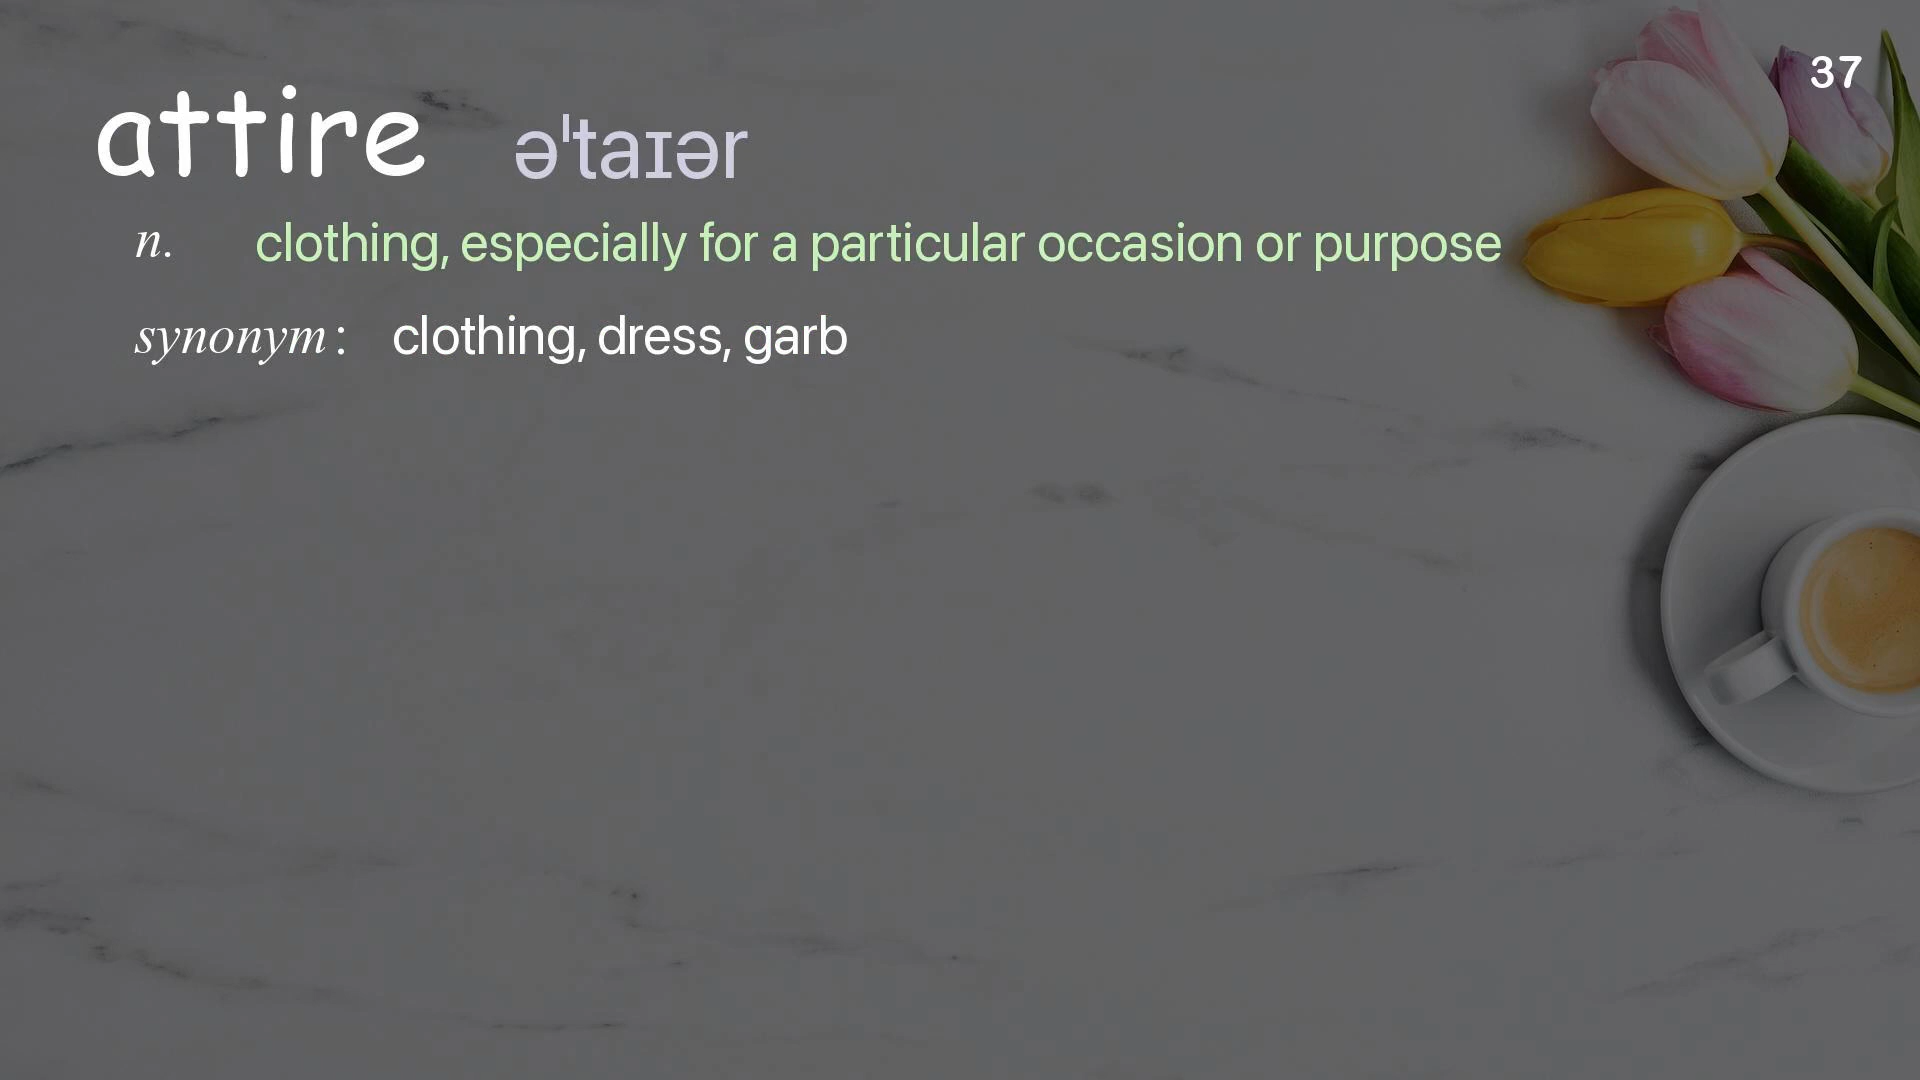 37
attire əˈtaɪər
n. clothing, especially for a particular occasion or purpose
synonym: clothing, dress, garb